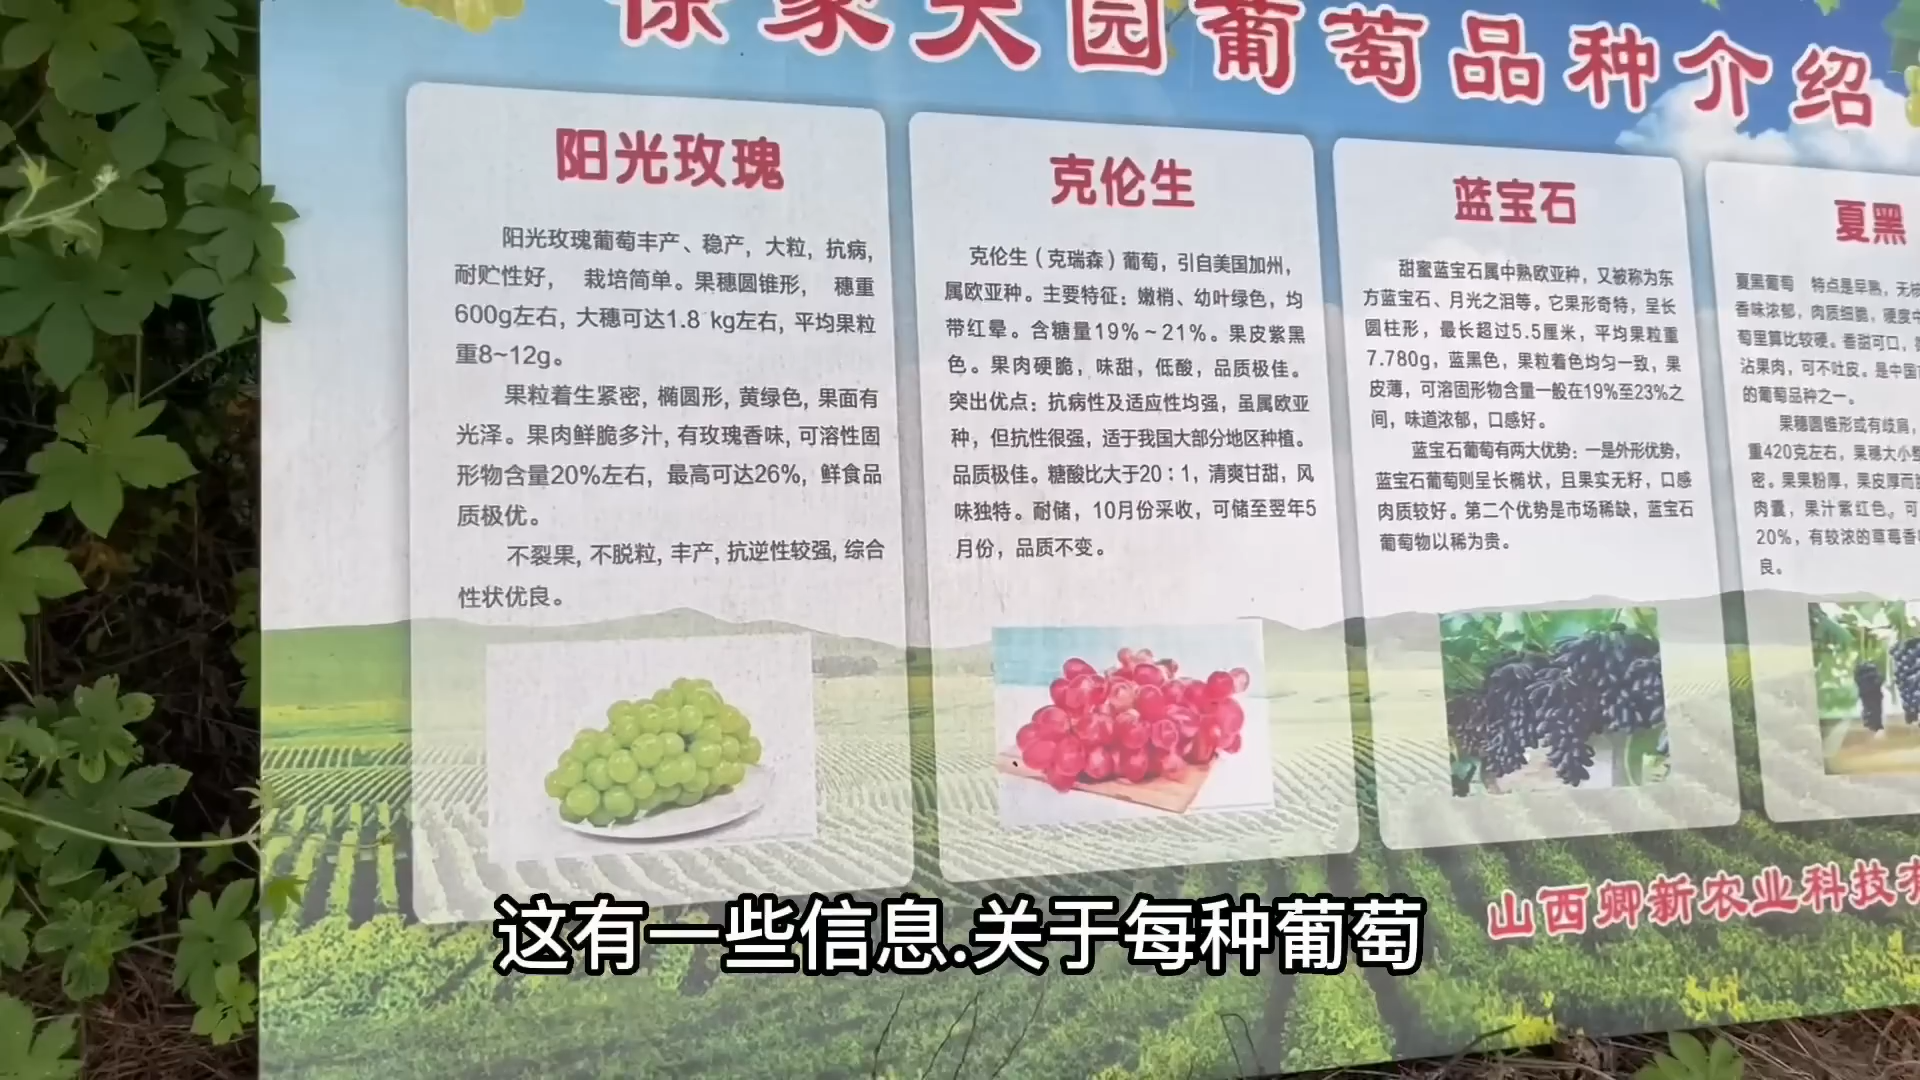 徐家大园葡萄品种介绍
阳光玫瑰
阳光玫瑰葡萄丰产、稳产，大粒，抗病，
耐贮性好， 栽培简单。果穗圆锥形， 穗重
600g左右，大穗可达1.8 kg左右，平均果粒
重8~12g。
果粒着生紧密，椭圆形，黄绿色，果面有
光泽。果肉鲜脆多汁，有玫瑰香味，可溶性固
形物含量20%左右，最高可达26%，鲜食品
质极优。
不裂果，不脱粒，丰产，抗逆性较强，综合
性状优良。
克伦生
克伦生（克瑞森）葡萄，引自美国加州，
属欧亚种。主要特征：嫩梢、幼叶绿色，均
带红晕。含糖量19%～21%。果皮紫黑
色。果肉硬脆，味甜，低酸，品质极佳。
突出优点：抗病性及适应性均强，虽属欧亚
种，但抗性很强，适于我国大部分地区种植。
品质极佳。糖酸比大于20：1，清爽甘甜，风
味独特。耐储，10月份采收，可储至翌年5
月份，品质不变。
蓝宝石
甜蜜蓝宝石属中熟欧亚种，又被称为东
方蓝宝石、月光之泪等。它果形奇特，呈长
圆柱形，最长超过5.5厘米，平均果粒重
7.780g，蓝黑色，果粒着色均匀一致，果
皮薄，可溶固形物含量一般在19%至23%之
间，味道浓郁，口感好。
蓝宝石葡萄有两大优势：一是外形优势，
蓝宝石葡萄则呈长椭状，且果实无籽，口感
肉质较好。第二个优势是市场稀缺，蓝宝石
葡萄物以稀为贵。
夏黑
夏黑葡萄 特点是早熟，无核
香味浓郁，肉质细脆，硬度中
萄里算比较硬。香甜可口，
沾果肉，可不吐皮。是中国
的葡萄品种之一。
果穗圆锥形或有歧肩，
重420克左右，果穗大小整
密。果果粉厚，果皮厚而
肉囊，果汁紫红色。可
20%，有较浓的草莓香
良。
山西卿新农业科技有
这有一些信息.关于每种葡萄